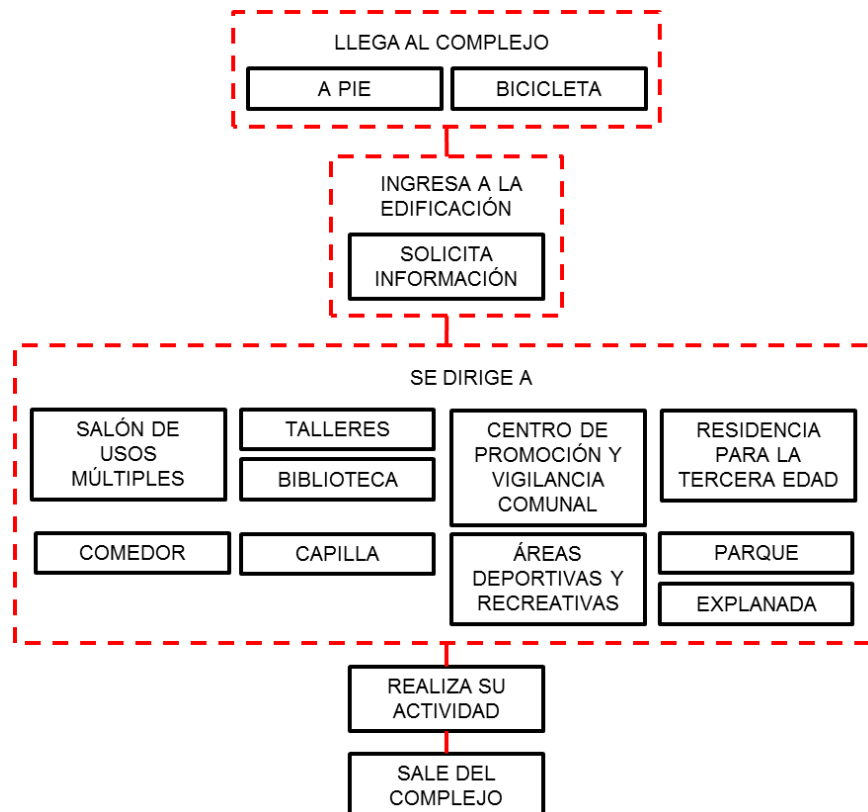 LLEGA AL COMPLEJO
A PIE
BICICLETA
INGRESA A LA
EDIFICACIÓN
SOLICITA
INFORMACIÓN
SE DIRIGE A
SALÓN DE
USOS
MÚLTIPLES
TALLERES
BIBLIOTECA
CENTRO DE
PROMOCIÓN Y
VIGILANCIA
COMUNAL
RESIDENCIA
PARA LA
TERCERA EDAD
COMEDOR
CAPILLA
ÁREAS
DEPORTIVAS Y
RECREATIVAS
PARQUE
EXPLANADA
REALIZA SU
ACTIVIDAD
SALE DEL
COMPLEJO